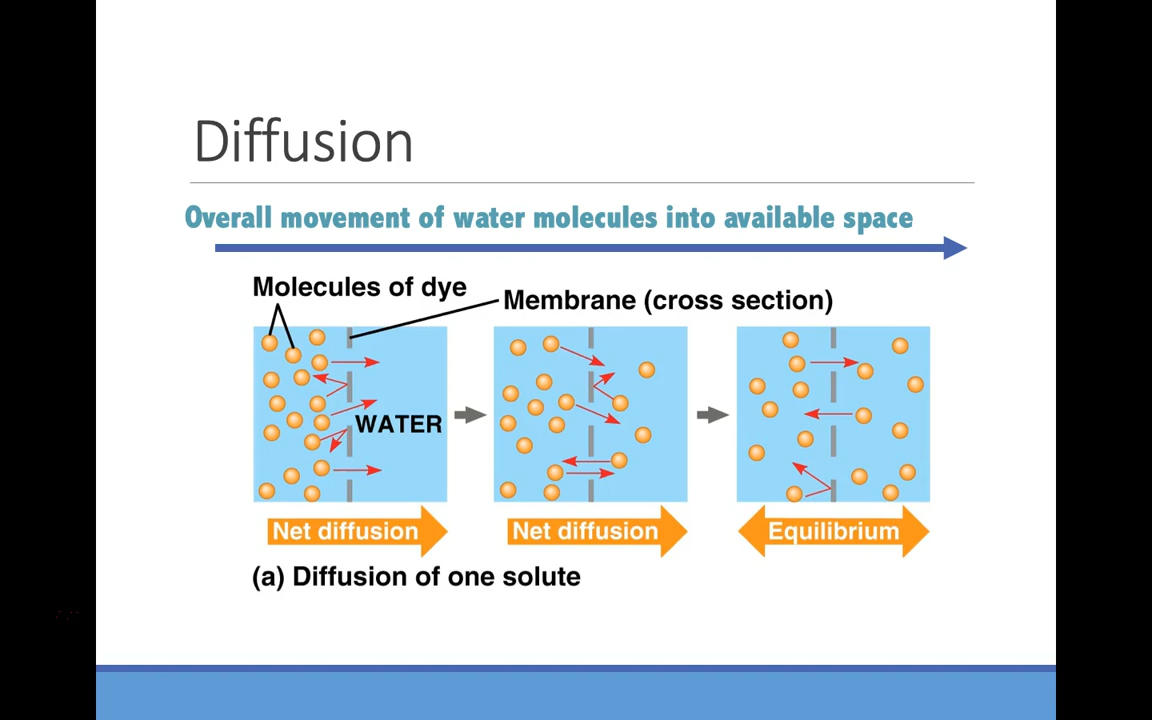 Diffusion
Overall movement of water molecules into available space
Molecules of dye
Membrane (cross section)
WATER
Net diffusion
Net diffusion
Equilibrium
(a) Diffusion of one solute